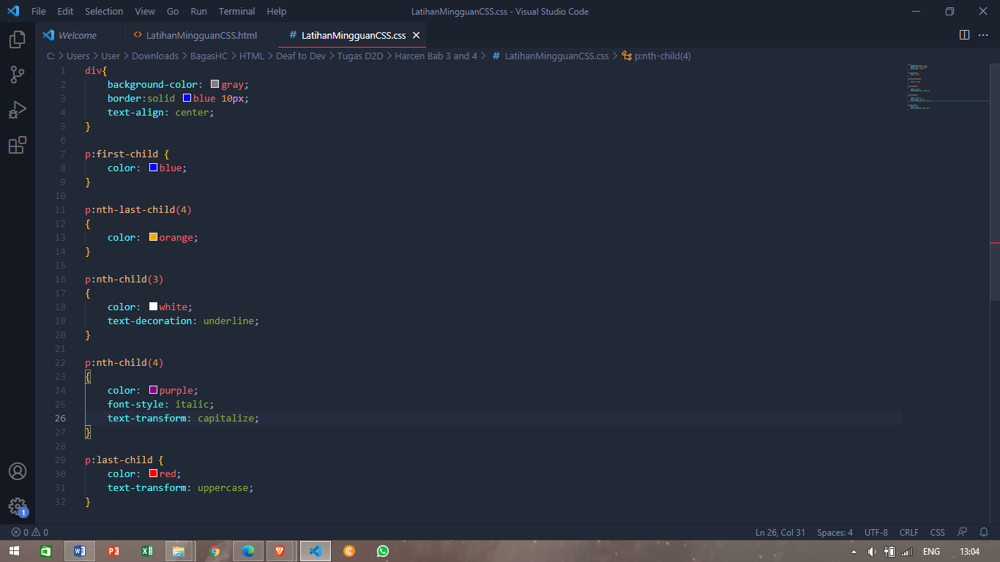 File Edit Selection View Go Run Terminal Help LatihanMingguanCSS.css - Visual Studio Code
Welcome <> LatihanMingguanCSS.html # LatihanMingguanCSS.css
C: > Users > User > Downloads > BagasHC > HTML > Deaf to Dev > Tugas D2D > Harcen Bab 3 and 4 > # LatihanMingguanCSS.css > p:nth-child(4)
1 div{
2 background-color: gray;
3 border:solid blue 10px;
4 text-align: center;
5 }
6
7 p:first-child {
8 color: blue;
9 }
10
11 p:nth-last-child(4)
12 {
13 color: orange;
14 }
15
16 p:nth-child(3)
17 {
18 color: white;
19 text-decoration: underline;
20 }
21
22 p:nth-child(4)
23 {
24 color: purple;
25 font-style: italic;
26 text-transform: capitalize;
27 }
28
29 p:last-child {
30 color: red;
31 text-transform: uppercase;
32 }
1
0 0 Ln 26, Col 31 Spaces: 4 UTF-8 CRLF CSS
ENG 13:04